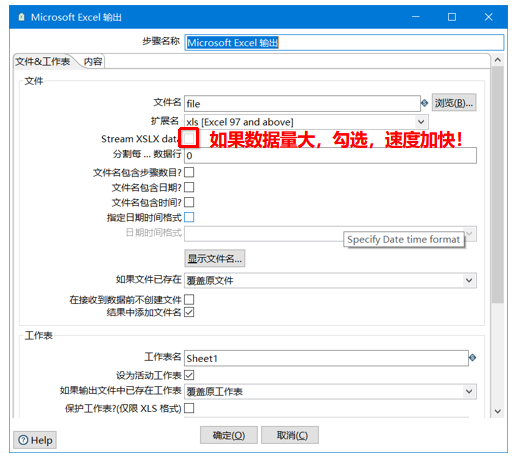 Microsoft Excel 输出
步骤名称 Microsoft Excel 输出
文件&工作表 内容
文件
文件名 file 浏览(B)...
扩展名 xls [Excel 97 and above]
Stream XSLX data 如果数据量大，勾选，速度加快！
分割每 ... 数据行 0
文件名包含步骤数目?
文件名包含日期?
文件名包含时间?
指定日期时间格式
日期时间格式
Specify Date time format
显示文件名...
如果文件已存在 覆盖原文件
在接收到数据前不创建文件
结果中添加文件名
工作表
工作表名 Sheet1
设为活动工作表
如果输出文件中已存在工作表 覆盖原工作表
保护工作表?(仅限 XLS 格式)
Help 确定(O) 取消(C)